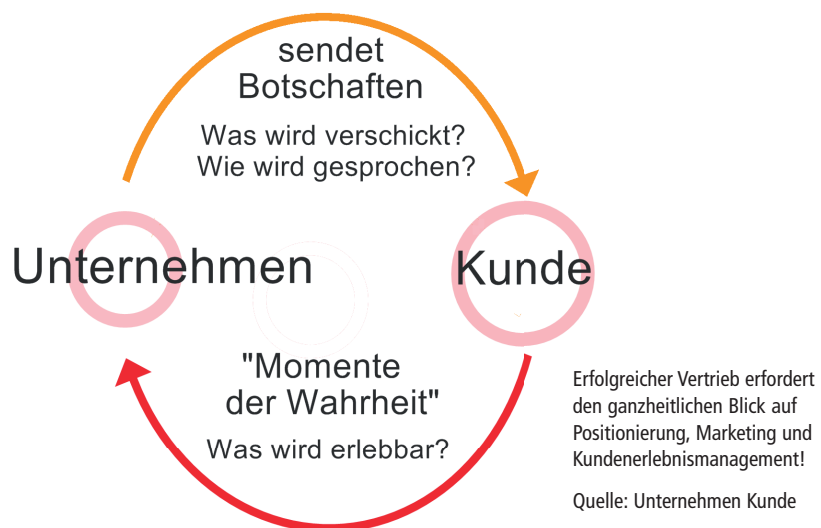 sendet
Botschaften
Was wird verschickt?
Wie wird gesprochen?
Unternehmen
Kunde
"Momente
der Wahrheit"
Was wird erlebbar?
Erfolgreicher Vertrieb erfordert
den ganzheitlichen Blick auf
Positionierung, Marketing und
Kundenerlebnismanagement!
Quelle: Unternehmen Kunde